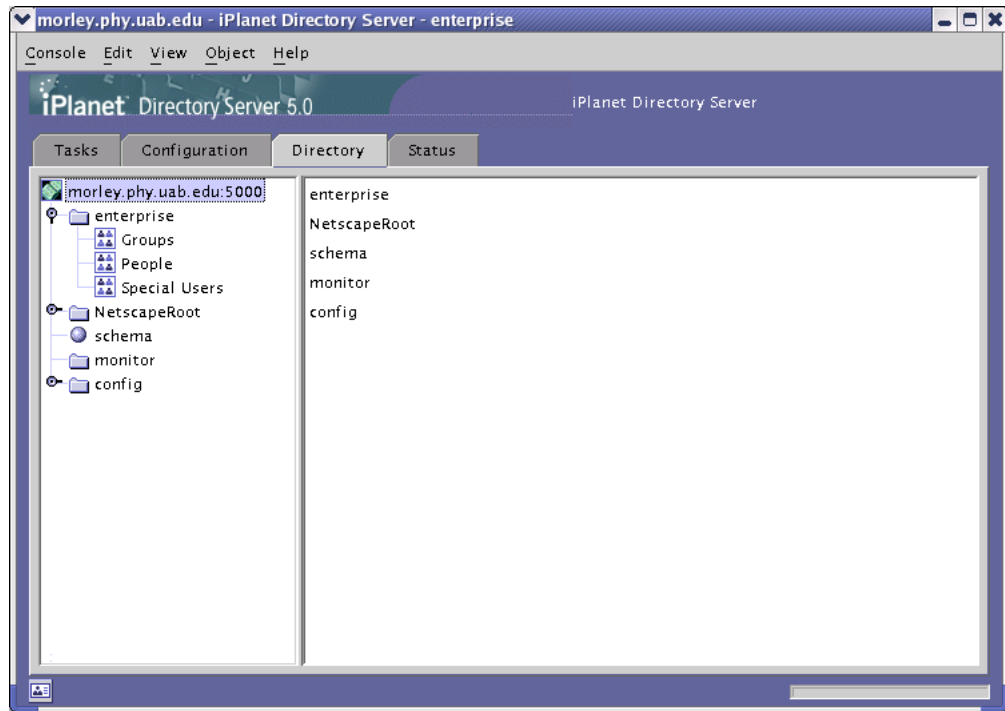 morley.phy.uab.edu - iPlanet Directory Server - enterprise
Console Edit View Object Help
iPlanet Directory Server 5.0
iPlanet Directory Server
Tasks Configuration Directory Status
morley.phy.uab.edu:5000
enterprise
Groups
People
Special Users
NetscapeRoot
schema
monitor
config
enterprise
NetscapeRoot
schema
monitor
config